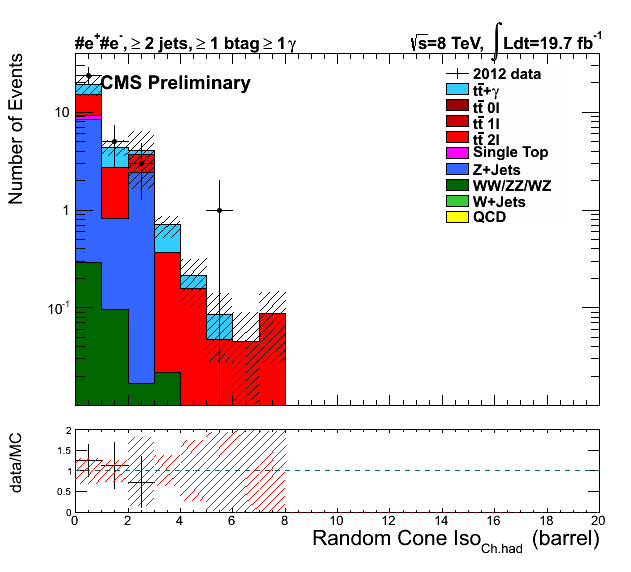 #e+#e-, ≥ 2 jets, ≥ 1 btag ≥ 1 γ
√s=8 TeV, ∫Ldt=19.7 fb-1
CMS Preliminary
2012 data
tt̄+γ
tt̄ 0l
tt̄ 1l
tt̄ 2l
Single Top
Z+Jets
WW/ZZ/WZ
W+Jets
QCD
Number of Events
10
1
10-1
data/MC
2
1.5
1
0.5
0
0 2 4 6 8 10 12 14 16 18 20
Random Cone IsoCh.had (barrel)